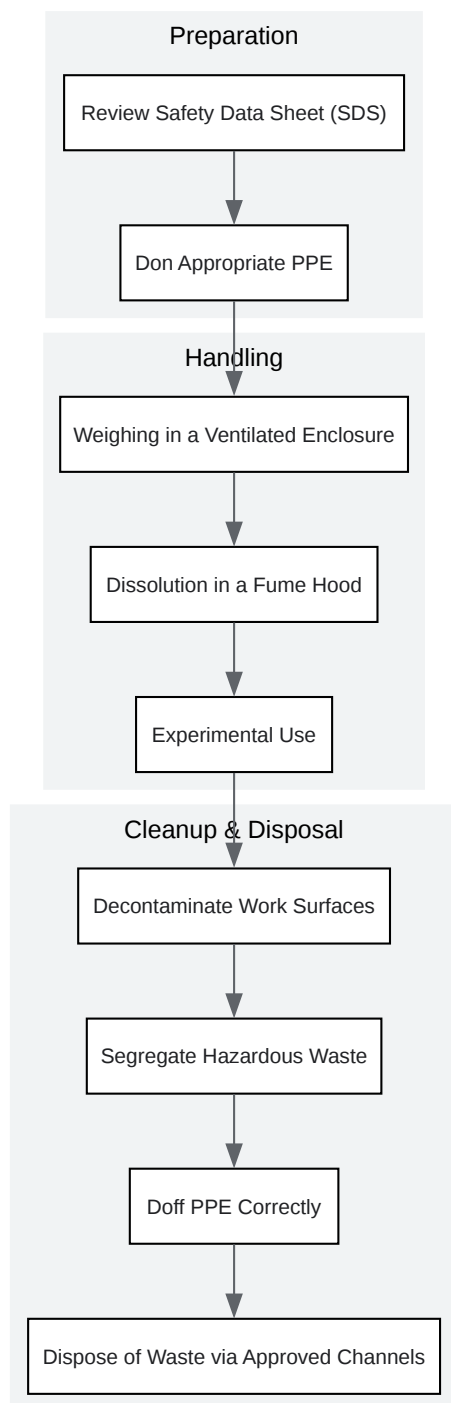 Preparation
Review Safety Data Sheet (SDS)
Don Appropriate PPE
Handling
Weighing in a Ventilated Enclosure
Dissolution in a Fume Hood
Experimental Use
Cleanup & Disposal
Decontaminate Work Surfaces
Segregate Hazardous Waste
Doff PPE Correctly
Dispose of Waste via Approved Channels